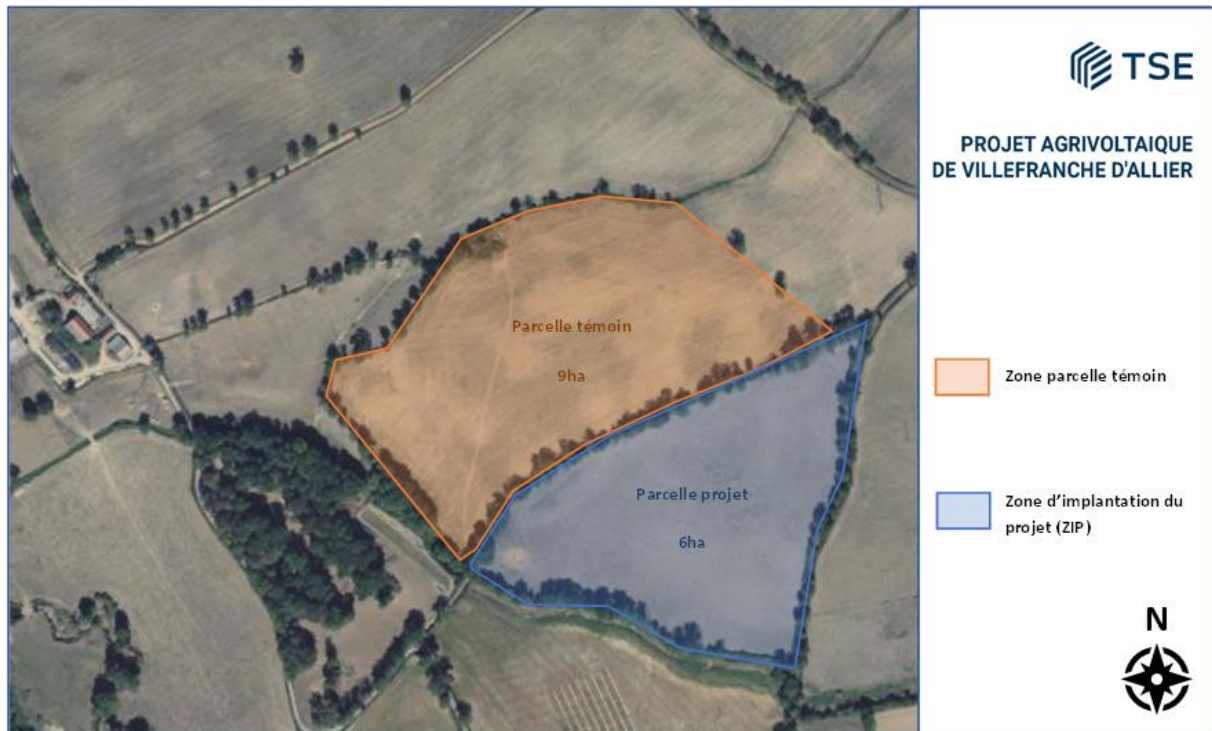 TSE
PROJET AGRIVOLTAIQUE
DE VILLEFRANCHE D'ALLIER
Parcelle témoin
9ha
Parcelle projet
6ha
Zone parcelle témoin
Zone d'implantation du
projet (ZIP)
N